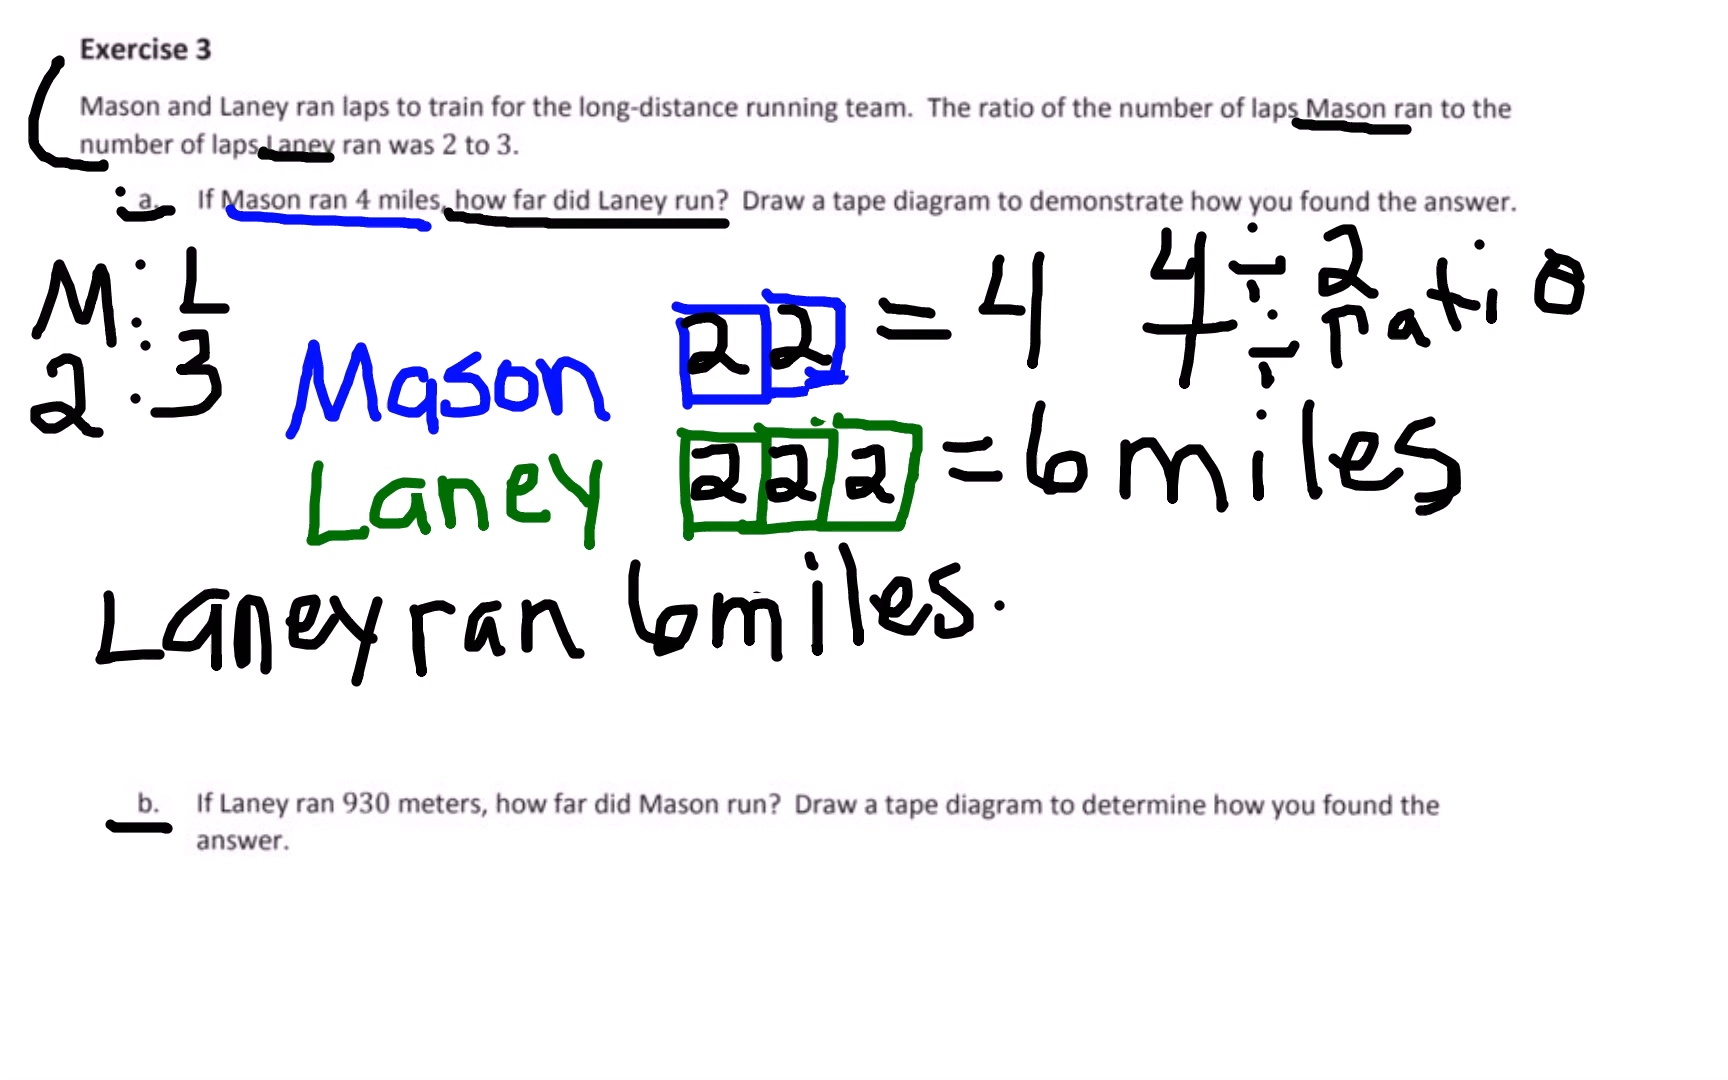 Exercise 3
Mason and Laney ran laps to train for the long-distance running team. The ratio of the number of laps Mason ran to the
number of laps Laney ran was 2 to 3.
a. If Mason ran 4 miles, how far did Laney run? Draw a tape diagram to demonstrate how you found the answer.
M : L
2 : 3
Mason 2 2 = 4
4 ÷ 2
÷ ratio
Laney 2 2 2 = 6 miles
Laney ran 6 miles.
b. If Laney ran 930 meters, how far did Mason run? Draw a tape diagram to determine how you found the
answer.